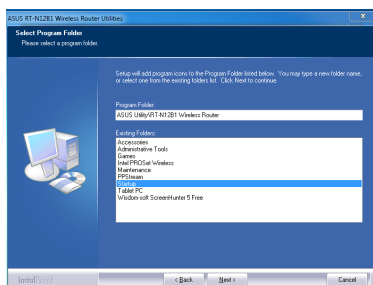 ASUS RT-N12B1 Wireless Router Utilities
Select Program Folder
Please select a program folder.
Setup will add program icons to the Program Folder listed below. You may type a new folder name, or select one from the existing folders list. Click Next to continue.
Program Folder:
ASUS Utility\RT-N12B1 Wireless Router
Existing Folders:
Accessories
Administrative Tools
Games
Intel PROSet Wireless
Maintenance
PPStream
Startup
Tablet PC
Wisdom-soft ScreenHunter 5 Free
InstallShield
< Back
Next >
Cancel